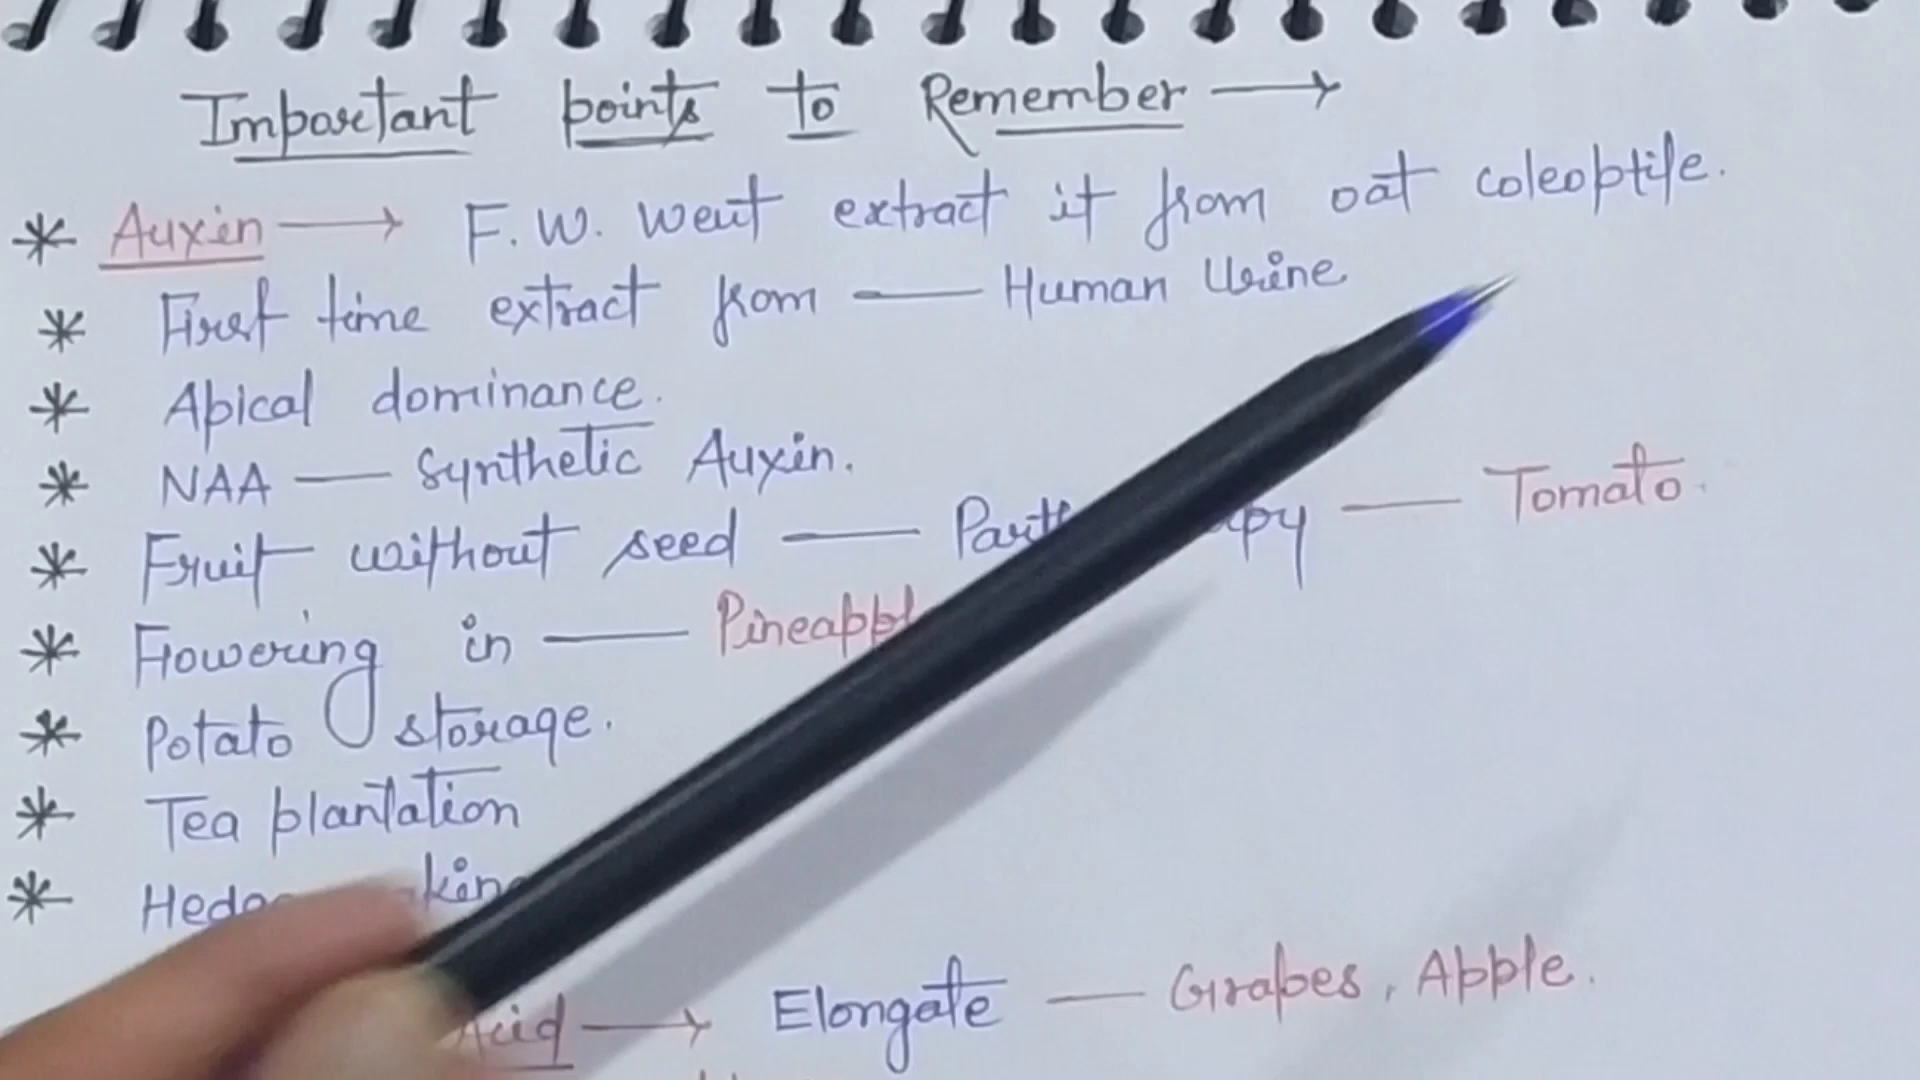 Important points to Remember →
* Auxin → F.W. Went extract it from oat coleoptile.
* First time extract from — Human Urine
* Apical dominance.
* NAA — Synthetic Auxin.
* Fruit without seed — — Tomato.
* Flowering in —
* Potato storage.
* Tea plantation
*
Acid → Elongate — Grapes, Apple.